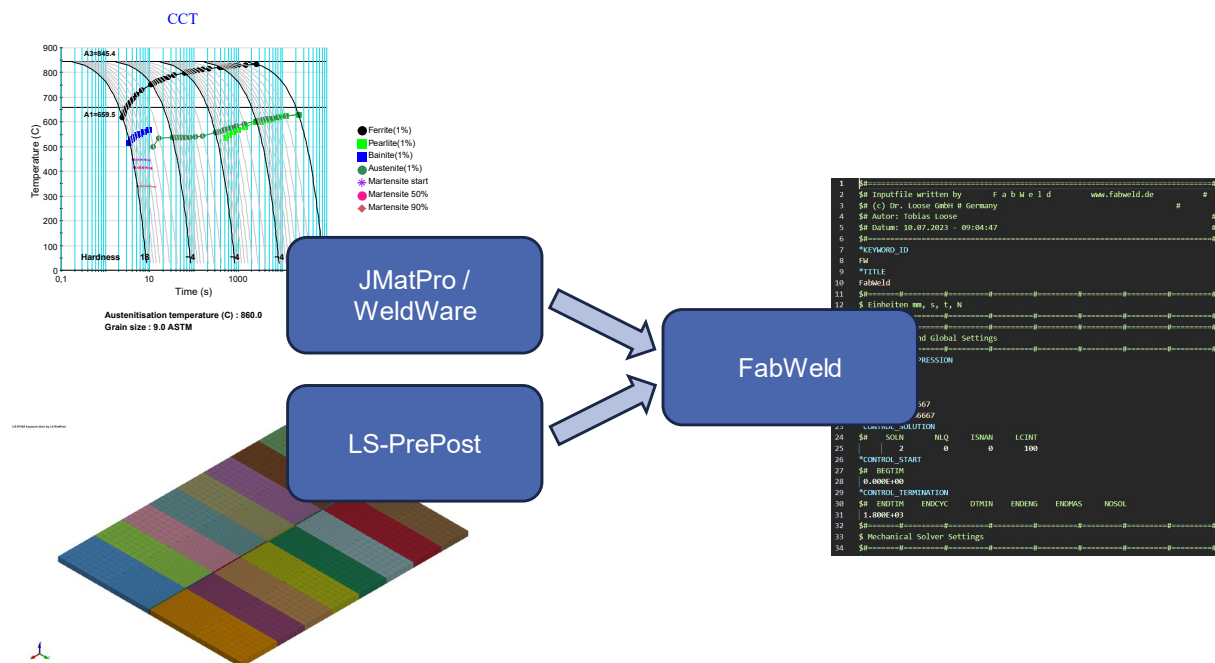 CCT
A3=845.4
A1=659.5
900
800
700
600
500
400
300
200
100
0
Temperature (C)
Hardness
0,1
10
1000
Time (s)
Ferrite(1%)
Pearlite(1%)
Bainite(1%)
Austenite(1%)
Martensite start
Martensite 50%
Martensite 90%
Austenitisation temperature (C) : 860.0
Grain size : 9.0 ASTM
JMatPro /
WeldWare
LS-PrePost
FabWeld
1 $#==============================================================================#
2 $# Inputfile written by F a b W e l d www.fabweld.de #
3 $# (c) Dr. Loose GmbH # Germany #
4 $# Autor: Tobias Loose #
5 $# Datum: 10.07.2023 - 09:04:47 #
6 $#==============================================================================#
7 *KEYWORD_ID
8 FW
9 *TITLE
10 FabWeld
11 $#=======#=========#=========#=========#=========#=========#=========#=========#
12 $ Einheiten mm, s, t, N
nd Global Settings
PRESSION
567
6667
23 *CONTROL_SOLUTION
24 $# SOLN NLQ ISNAN LCINT
25 2 0 0 100
26 *CONTROL_START
27 $# BEGTIM
28 0.000E+00
29 *CONTROL_TERMINATION
30 $# ENDTIM ENDCYC DTMIN ENDENG ENDMAS NOSOL
31 1.800E+03
32 $#=======#=========#=========#=========#=========#=========#=========#=========#
33 $ Mechanical Solver Settings
34 $#=======#=========#=========#=========#=========#=========#=========#=========#